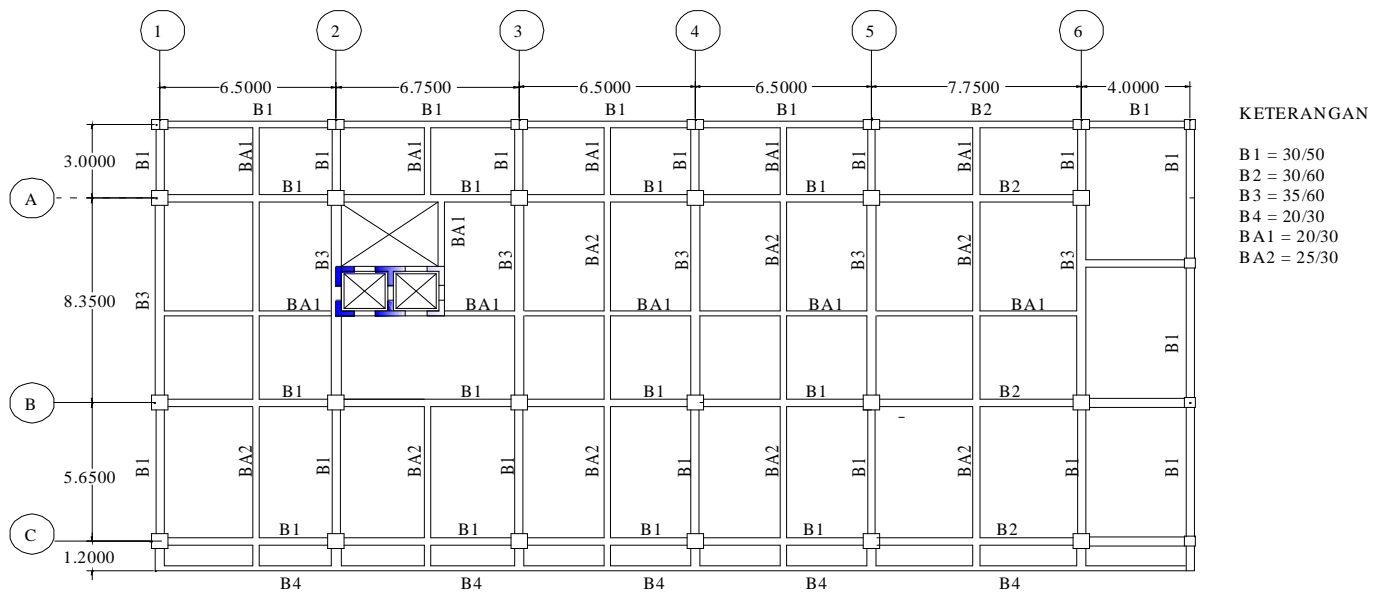 1 2 3 4 5 6
6.5000 6.7500 6.5000 6.5000 7.7500 4.0000
B1 B1 B1 B1 B2 B1
KETERANGAN
B1 = 30/50
B2 = 30/60
B3 = 35/60
B4 = 20/30
BA1 = 20/30
BA2 = 25/30
3.0000
B1 BA1 B1 BA1 B1 BA1 B1 BA1 B1 BA1 B1 B1
B1 B1 B1 B1 B2
A
B3 BA1 B3 BA2 B3 BA2 B3 BA2 B3
8.3500
B3
BA1 BA1 BA1 BA1 BA1
B1
B1 B1 B1 B1 B2
B
B1 BA2 B1 BA2 B1 BA2 B1 BA2 B1 BA2 B1 B1
5.6500
B1 B1 B1 B1 B2
C
1.2000
B4 B4 B4 B4 B4